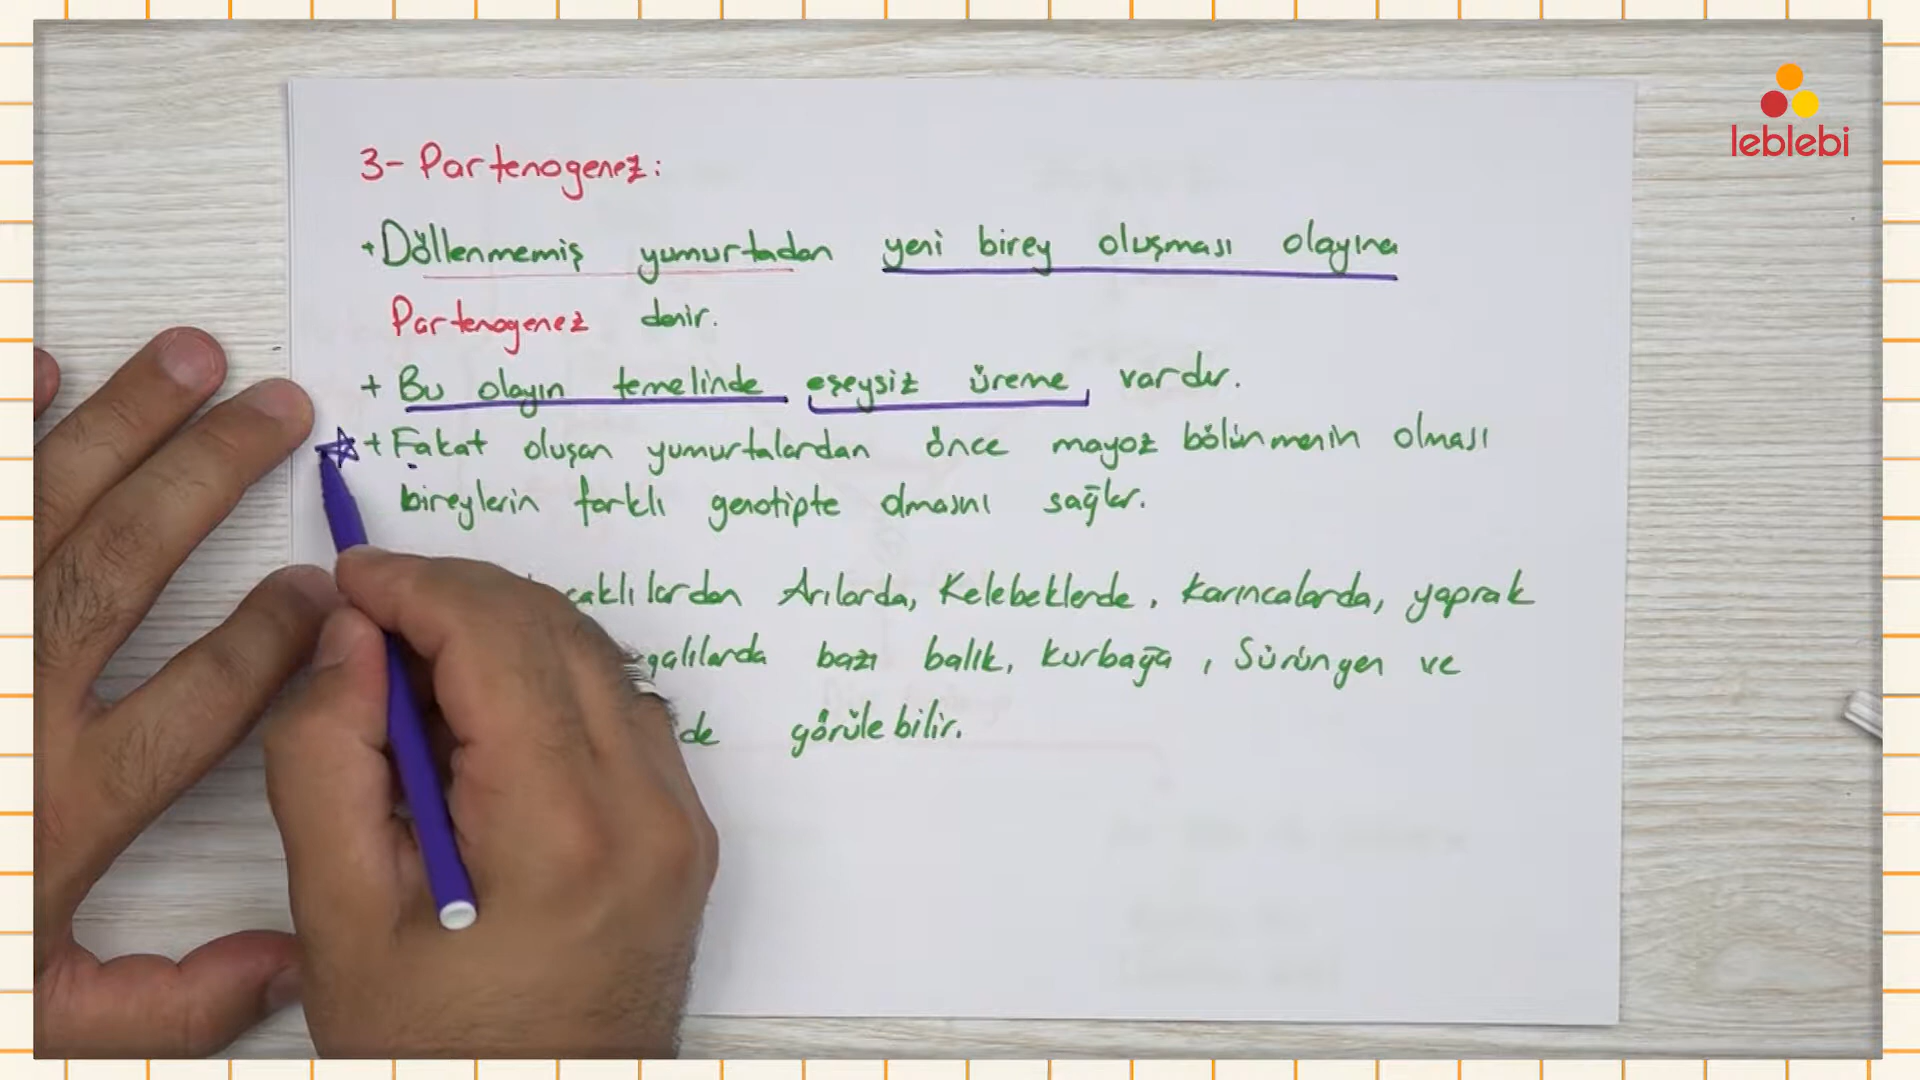 leblebi
3- Partenogenez:
+Döllenmemiş yumurtadan yeni birey oluşması olayına
Partenogenez denir.
+ Bu olayın temelinde eşeysiz üreme vardır.
+ Fakat oluşan yumurtalardan önce mayoz bölünmenin olması
bireylerin farklı genotipte olmasını sağlar.
Arılarda, Kelebeklerde, Karıncalarda, yaprak
bazı balık, kurbağa, Sürüngen ve
de görülebilir.